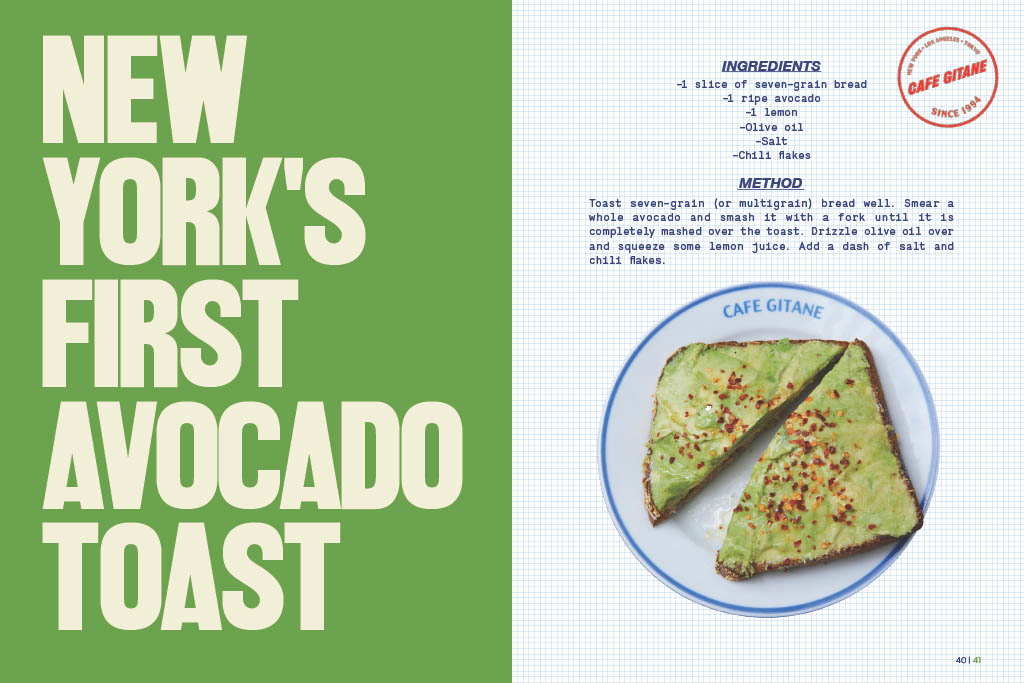 NEW
YORK'S
FIRST
AVOCADO
TOAST
INGREDIENTS
-1 slice of seven-grain bread
-1 ripe avocado
-1 lemon
-Olive oil
-Salt
-Chili flakes
METHOD
Toast seven-grain (or multigrain) bread well. Smear a
whole avocado and smash it with a fork until it is
completely mashed over the toast. Drizzle olive oil over
and squeeze some lemon juice. Add a dash of salt and
chili flakes.
NEW YORK • LOS ANGELES • TOKYO
CAFE GITANE
SINCE 1994
CAFE GITANE
40 | 41